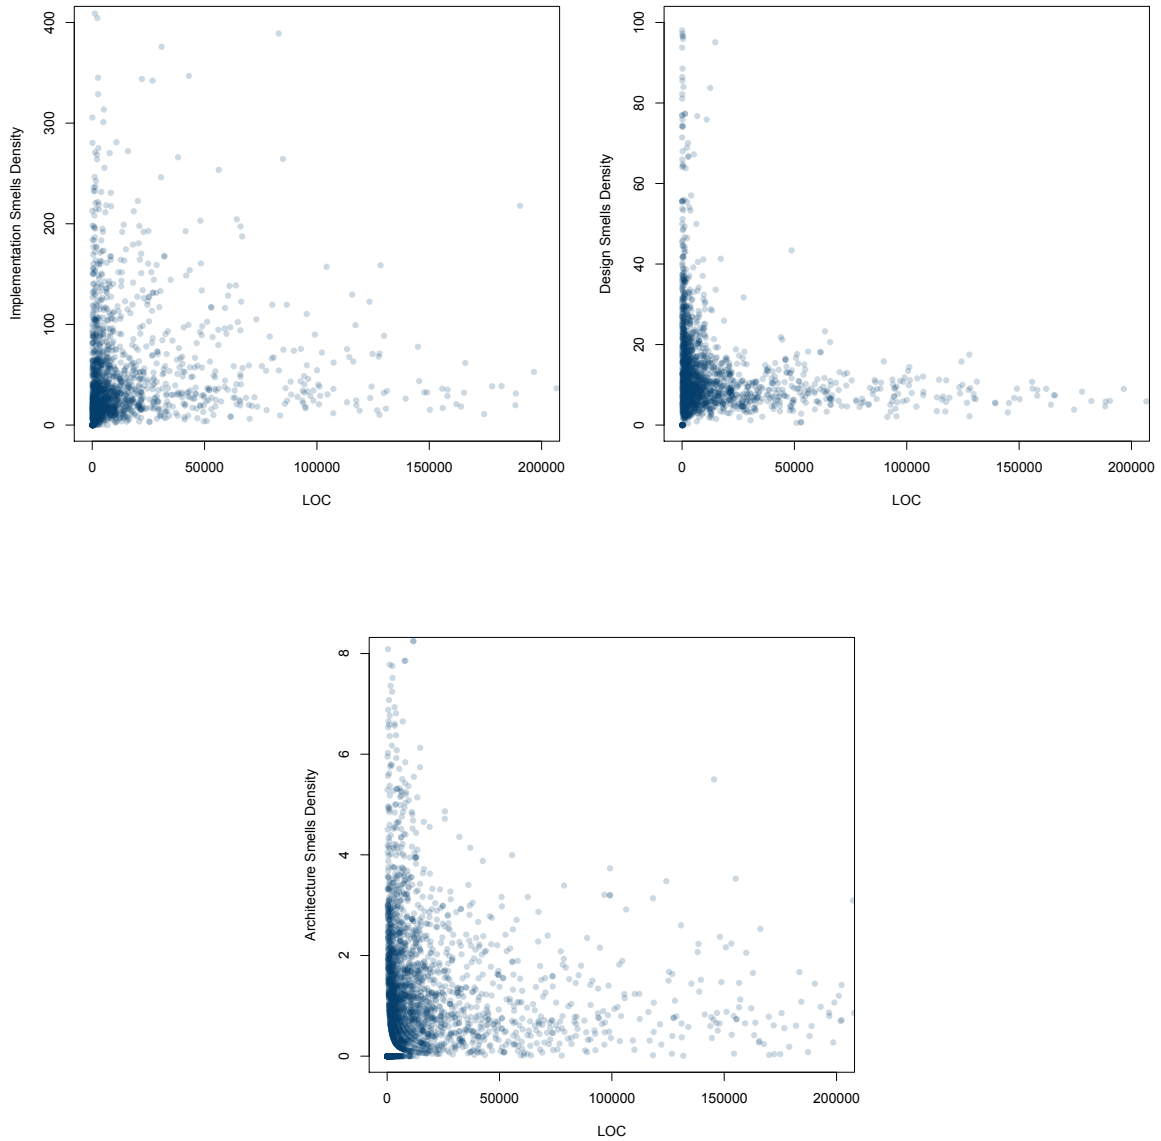 Implementation Smells Density
400
300
200
100
0
0 50000 100000 150000 200000
LOC
Design Smells Density
100
80
60
40
20
0
0 50000 100000 150000 200000
LOC
Architecture Smells Density
8
6
4
2
0
0 50000 100000 150000 200000
LOC